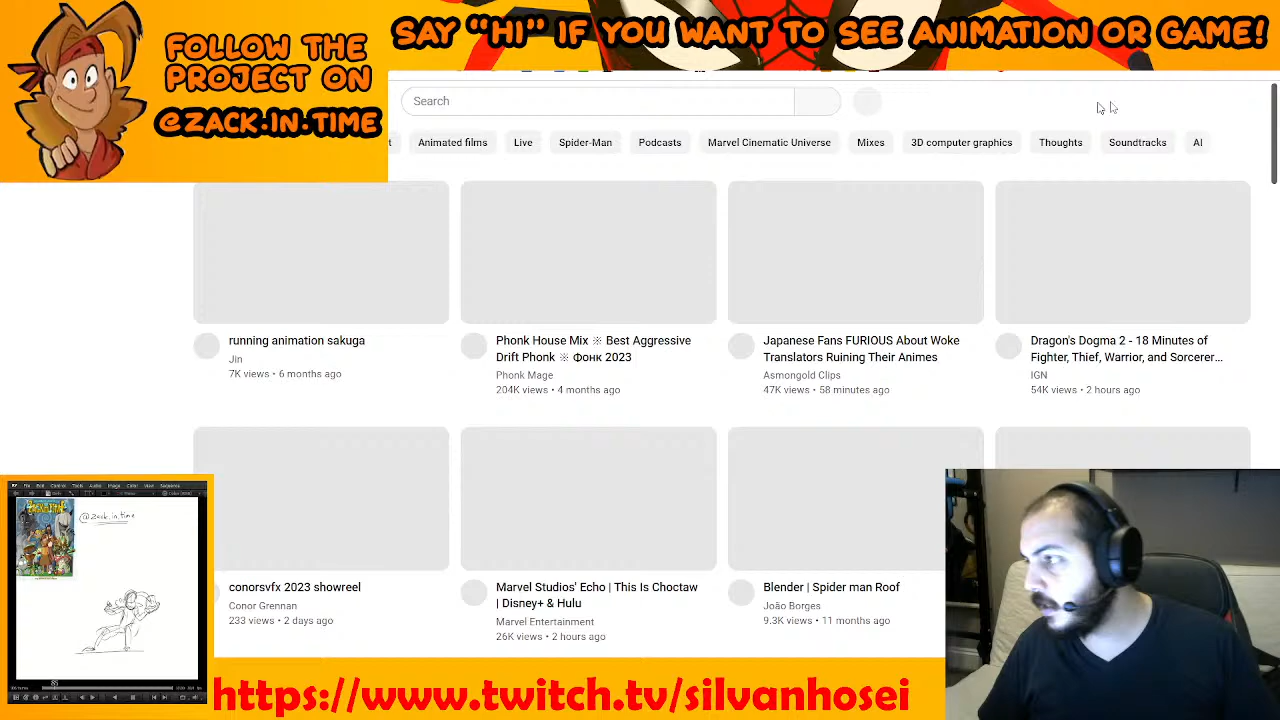 SAY “HI” IF YOU WANT TO SEE ANIMATION OR GAME!
FOLLOW THE
PROJECT ON
@ZACK.IN.TIME
Search
Animated films
Live
Spider-Man
Podcasts
Marvel Cinematic Universe
Mixes
3D computer graphics
Thoughts
Soundtracks
AI
running animation sakuga
Jin
7K views • 6 months ago
Phonk House Mix ※ Best Aggressive
Drift Phonk ※ Фонк 2023
Phonk Mage
204K views • 4 months ago
Japanese Fans FURIOUS About Woke
Translators Ruining Their Animes
Asmongold Clips
47K views • 58 minutes ago
Dragon's Dogma 2 - 18 Minutes of
Fighter, Thief, Warrior, and Sorcerer...
IGN
54K views • 2 hours ago
conorsvfx 2023 showreel
Conor Grennan
233 views • 2 days ago
Marvel Studios' Echo | This Is Choctaw
| Disney+ & Hulu
Marvel Entertainment
26K views • 2 hours ago
Blender | Spider man Roof
João Borges
9.3K views • 11 months ago
@zack.in.time
https://www.twitch.tv/silvanhosei